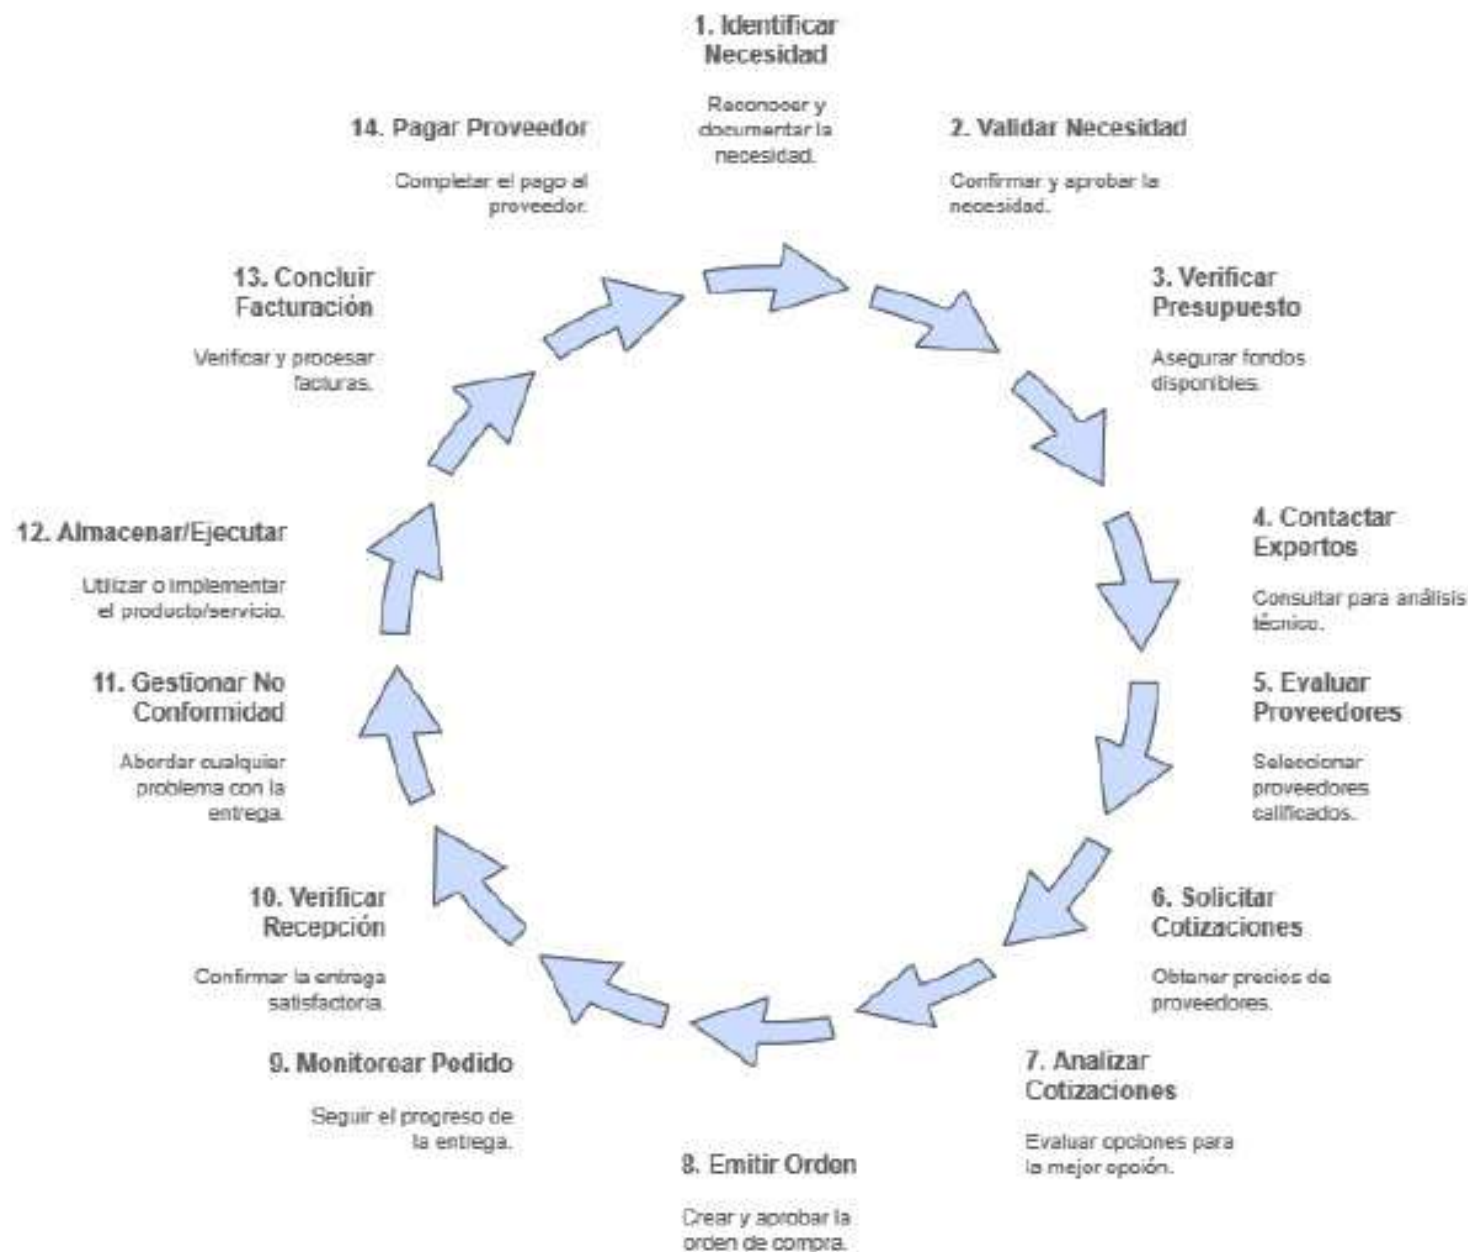 1. Identificar
Necesidad
Reconocer y
documentar la
necesidad.
2. Validar Necesidad
Confirmar y aprobar la
necesidad.
3. Verificar
Presupuesto
Asegurar fondos
disponibles.
4. Contactar
Expertos
Consultar para análisis
técnico.
5. Evaluar
Proveedores
Seleccionar
proveedores
calificados.
6. Solicitar
Cotizaciones
Obtener precios de
proveedores.
7. Analizar
Cotizaciones
Evaluar opciones para
la mejor opción.
8. Emitir Orden
Crear y aprobar la
orden de compra.
9. Monitorear Pedido
Seguir el progreso de
la entrega.
10. Verificar
Recepción
Confirmar la entrega
satisfactoria.
11. Gestionar No
Conformidad
Abordar cualquier
problema con la
entrega.
12. Almacenar/Ejecutar
Utilizar o implementar
el producto/servicio.
13. Concluir
Facturación
Verificar y procesar
facturas.
14. Pagar Proveedor
Completar el pago al
proveedor.